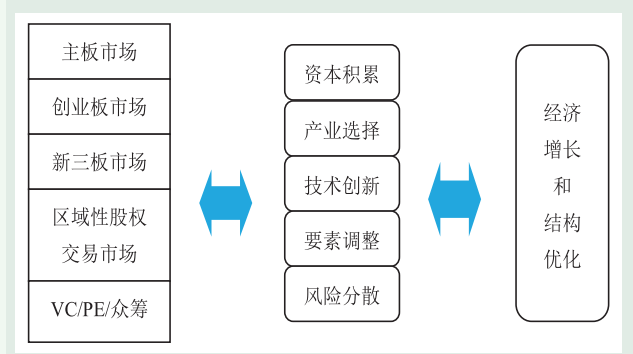 主板市场
创业板市场
新三板市场
区域性股权
交易市场
VC/PE/众筹
资本积累
产业选择
技术创新
要素调整
风险分散
经济
增长
和
结构
优化